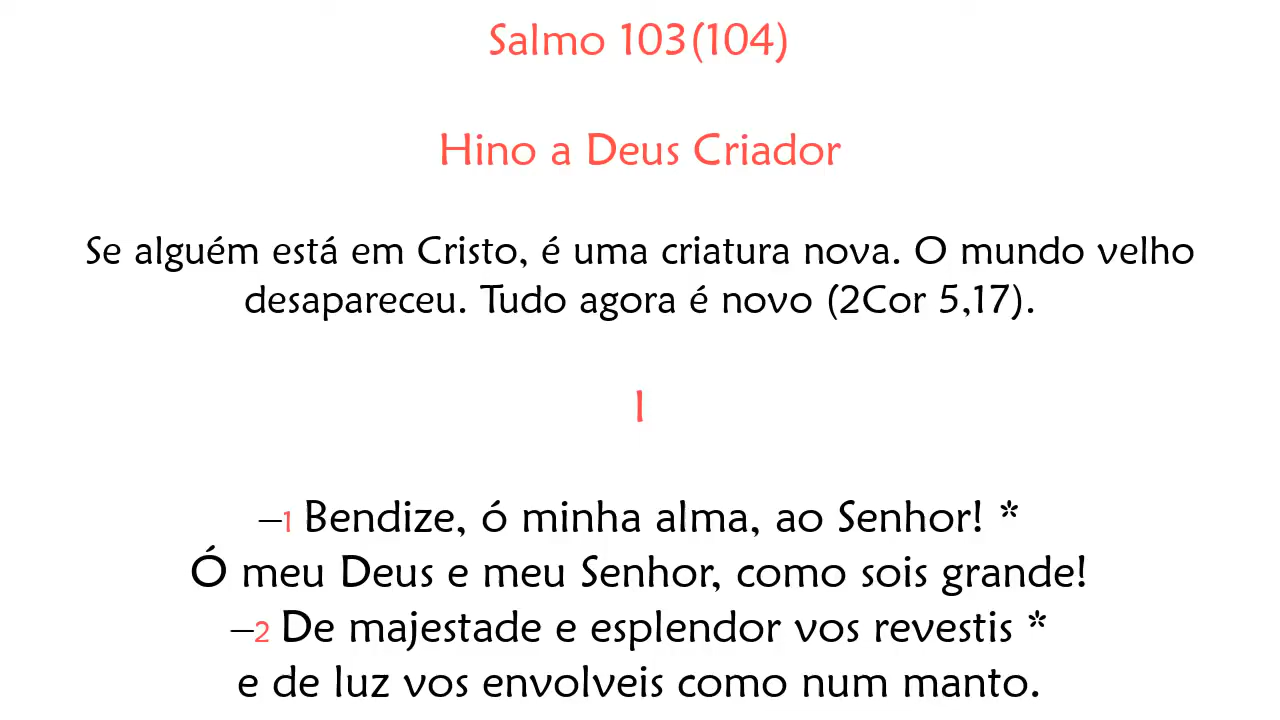 Salmo 103(104)
Hino a Deus Criador
Se alguém está em Cristo, é uma criatura nova. O mundo velho
desapareceu. Tudo agora é novo (2Cor 5,17).
I
–1 Bendize, ó minha alma, ao Senhor! *
Ó meu Deus e meu Senhor, como sois grande!
–2 De majestade e esplendor vos revestis *
e de luz vos envolveis como num manto.